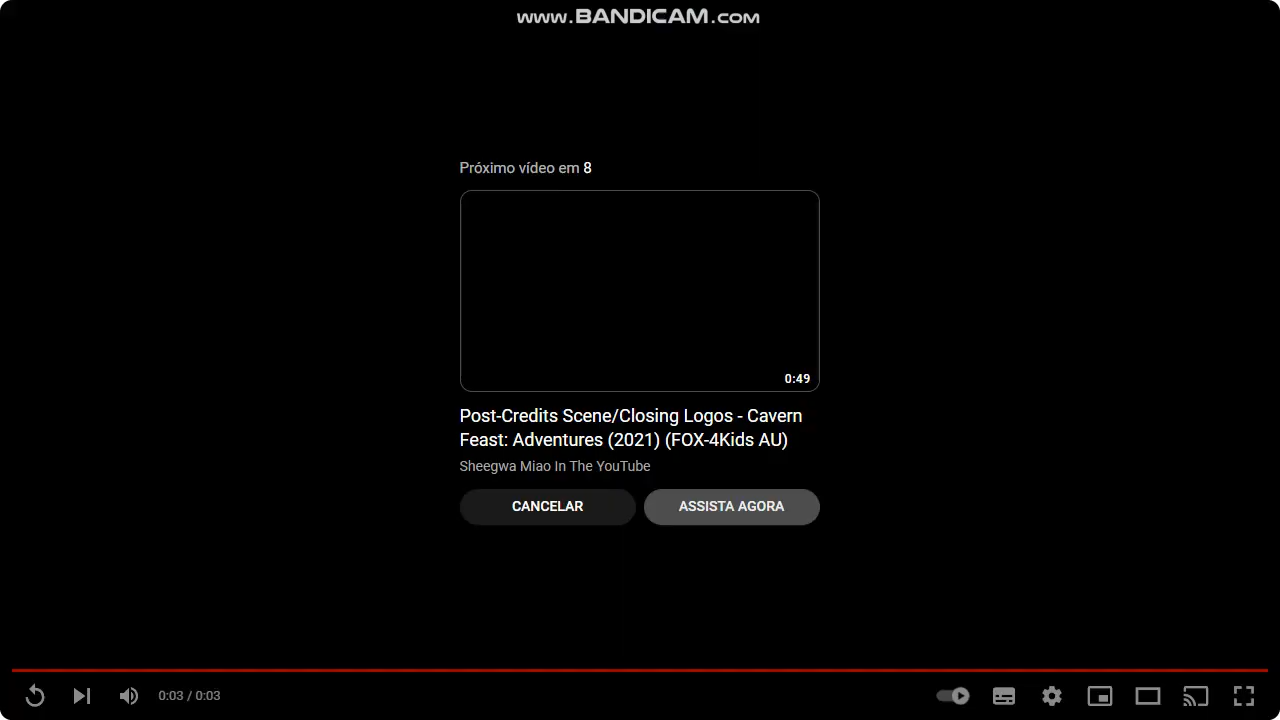 www.BANDICAM.com
Próximo vídeo em 8
0:49
Post-Credits Scene/Closing Logos - Cavern
Feast: Adventures (2021) (FOX-4Kids AU)
Sheegwa Miao In The YouTube
CANCELAR
ASSISTA AGORA
0:03 / 0:03